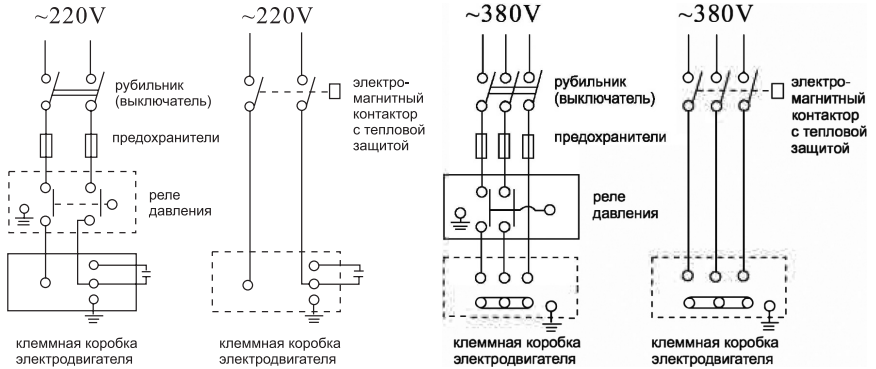 ~220V
рубильник
(выключатель)
предохранители
реле
давления
клеммная коробка
электродвигателя
~220V
электро-
магнитный
контактор
с тепловой
защитой
клеммная коробка
электродвигателя
~380V
рубильник
(выключатель)
предохранители
реле
давления
клеммная коробка
электродвигателя
~380V
электро-
магнитный
контактор
с тепловой
защитой
клеммная коробка
электродвигателя